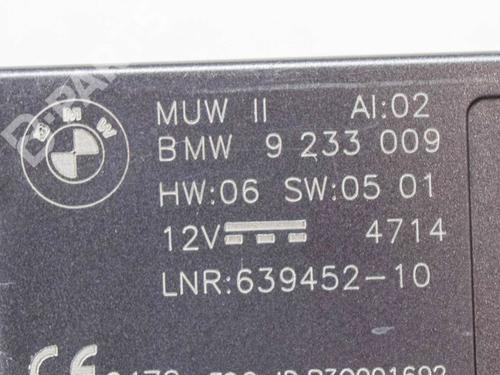 BMW
MUW II AI:02
BMW 9 233 009
HW:06 SW:05 01
12V 4714
LNR:639452-10
CE